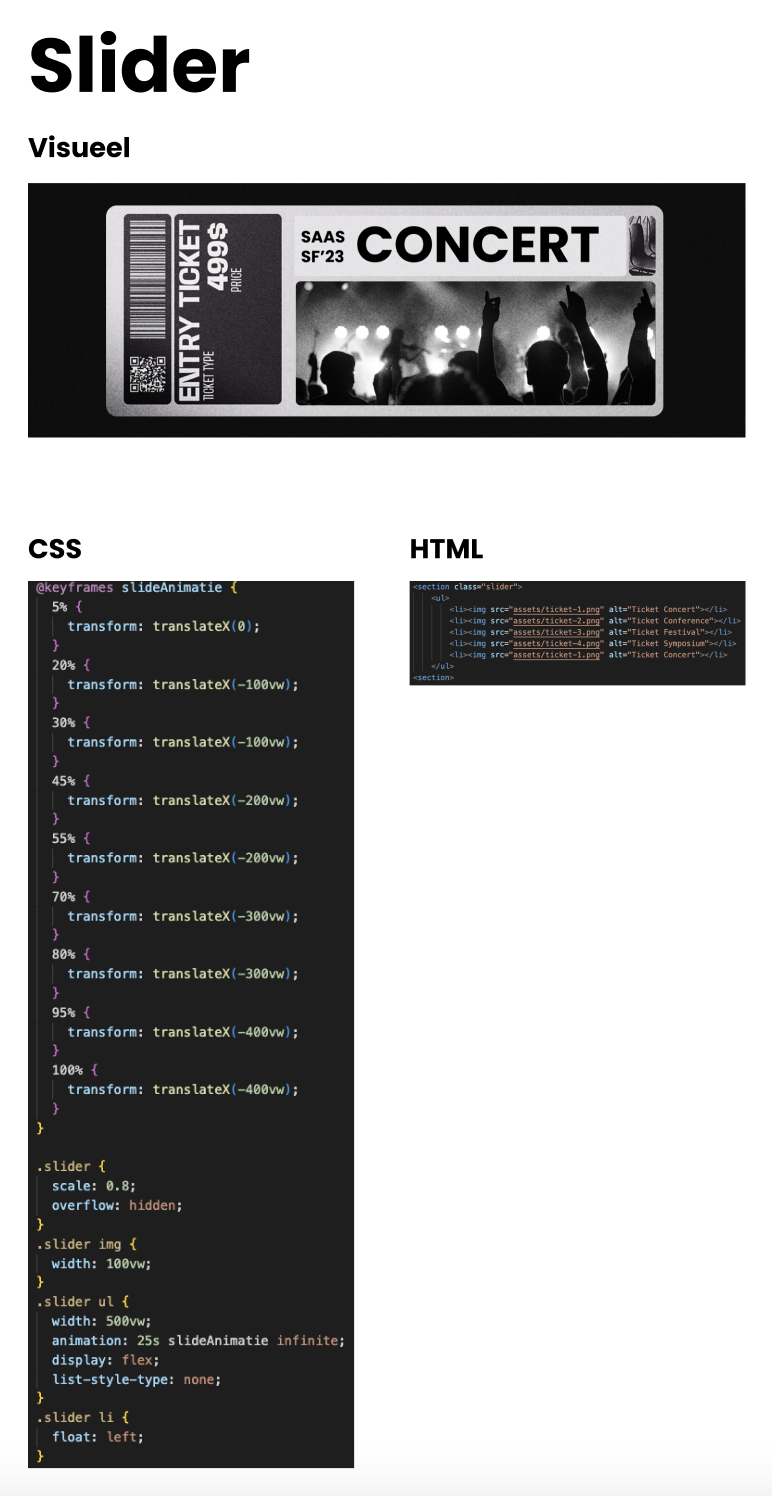 Slider
Visueel
ENTRY TICKET
TICKET TYPE
499$
PRICE
SAAS
SF’23
CONCERT
CSS
@keyframes slideAnimatie {
5% {
transform: translateX(0);
}
20% {
transform: translateX(-100vw);
}
30% {
transform: translateX(-100vw);
}
45% {
transform: translateX(-200vw);
}
55% {
transform: translateX(-200vw);
}
70% {
transform: translateX(-300vw);
}
80% {
transform: translateX(-300vw);
}
95% {
transform: translateX(-400vw);
}
100% {
transform: translateX(-400vw);
}
}
.slider {
scale: 0.8;
overflow: hidden;
}
.slider img {
width: 100vw;
}
.slider ul {
width: 500vw;
animation: 25s slideAnimatie infinite;
display: flex;
list-style-type: none;
}
.slider li {
float: left;
}
HTML
<section class="slider">
<ul>
<li><img src="assets/ticket-1.png" alt="Ticket Concert"></li>
<li><img src="assets/ticket-2.png" alt="Ticket Conference"></li>
<li><img src="assets/ticket-3.png" alt="Ticket Festival"></li>
<li><img src="assets/ticket-4.png" alt="Ticket Symposium"></li>
<li><img src="assets/ticket-1.png" alt="Ticket Concert"></li>
</ul>
<section>